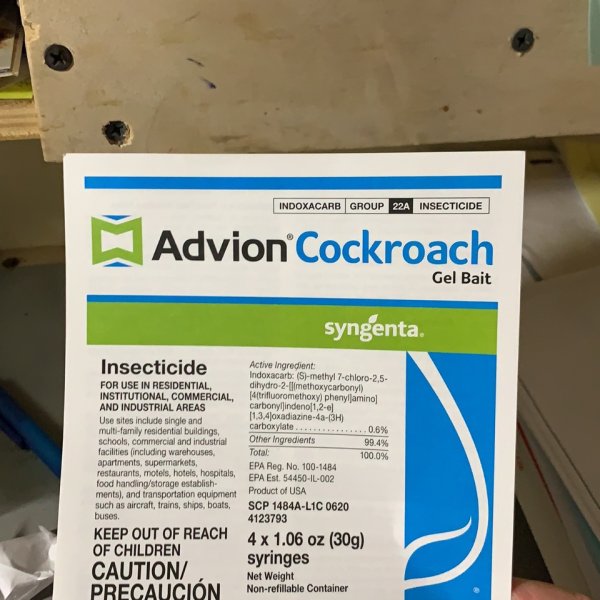 INDOXACARB GROUP 22A INSECTICIDE
Advion® Cockroach
Gel Bait
syngenta®
Insecticide
FOR USE IN RESIDENTIAL,
INSTITUTIONAL, COMMERCIAL,
AND INDUSTRIAL AREAS
Use sites include single and
multi-family residential buildings,
schools, commercial and industrial
facilities (including warehouses,
apartments, supermarkets,
restaurants, motels, hotels, hospitals,
food handling/storage establish-
ments), and transportation equipment
such as aircraft, trains, ships, boats,
buses.
KEEP OUT OF REACH
OF CHILDREN
CAUTION/
PRECAUCIÓN
Active Ingredient:
Indoxacarb: (S)-methyl 7-chloro-2,5-
dihydro-2-[[(methoxycarbonyl)
[4(trifluoromethoxy) phenyl]amino]
carbonyl]indeno[1,2-e]
[1,3,4]oxadiazine-4a-(3H)
carboxylate . . . . . . . . . . . . . . 0.6%
Other Ingredients 99.4%
Total: 100.0%
EPA Reg. No. 100-1484
EPA Est. 54450-IL-002
Product of USA
SCP 1484A-L1C 0620
4123793
4 x 1.06 oz (30g)
syringes
Net Weight
Non-refillable Container
®